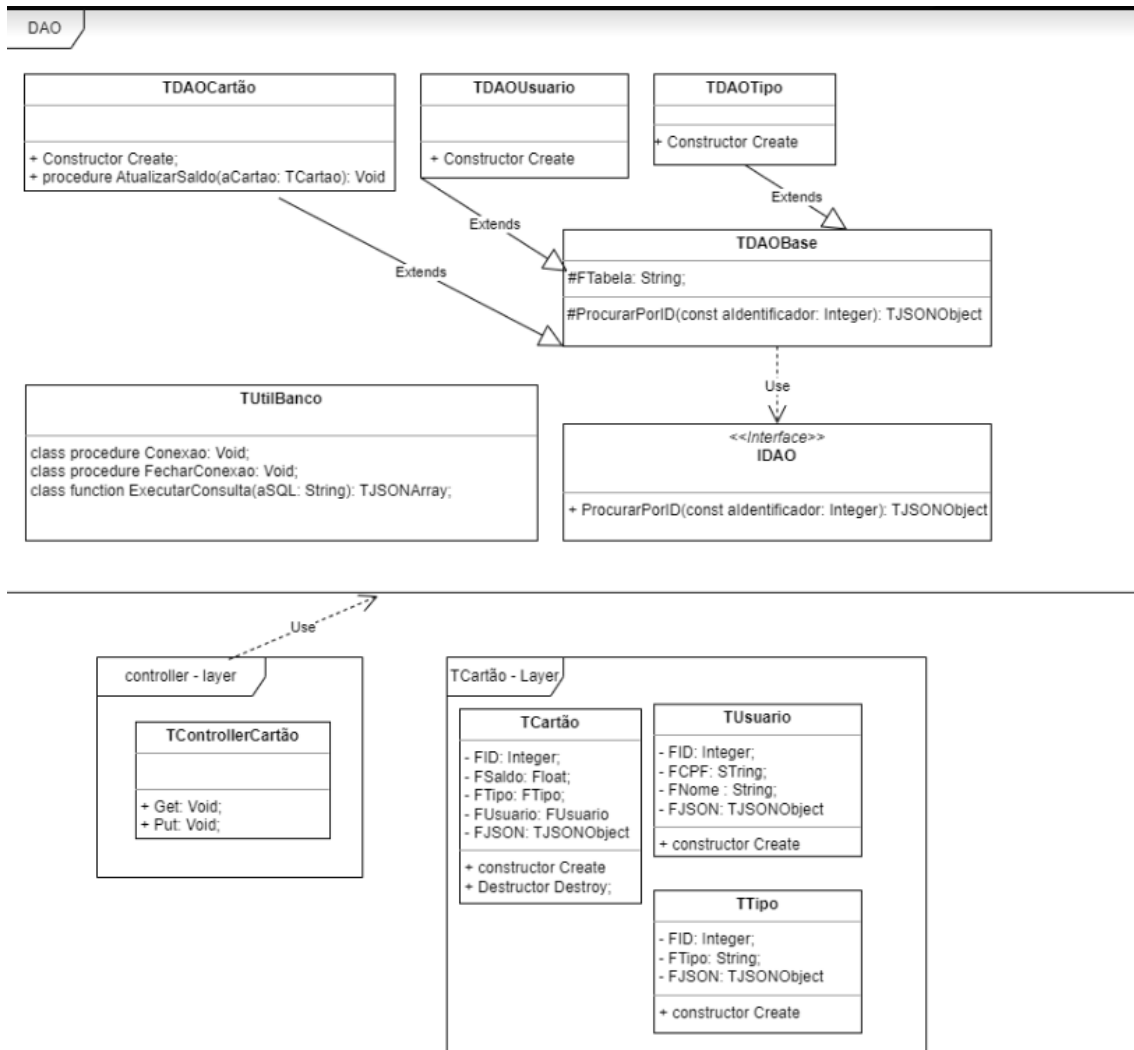 DAO
TDAOCartão
+ Constructor Create;
+ procedure AtualizarSaldo(aCartao: TCartao): Void
TDAOUsuario
+ Constructor Create
TDAOTipo
+ Constructor Create
Extends
Extends
Extends
TDAOBase
#FTabela: String;
#ProcurarPorID(const aIdentificador: Integer): TJSONObject
Use
TUtilBanco
class procedure Conexao: Void;
class procedure FecharConexao: Void;
class function ExecutarConsulta(aSQL: String): TJSONArray;
<<Interface>>
IDAO
+ ProcurarPorID(const aIdentificador: Integer): TJSONObject
Use
controller - layer
TControllerCartão
+ Get: Void;
+ Put: Void;
TCartão - Layer
TCartão
- FID: Integer;
- FSaldo: Float;
- FTipo: FTipo;
- FUsuario: FUsuario
- FJSON: TJSONObject
+ constructor Create
+ Destructor Destroy;
TUsuario
- FID: Integer;
- FCPF: STring;
- FNome : String;
- FJSON: TJSONObject
+ constructor Create
TTipo
- FID: Integer;
- FTipo: String;
- FJSON: TJSONObject
+ constructor Create